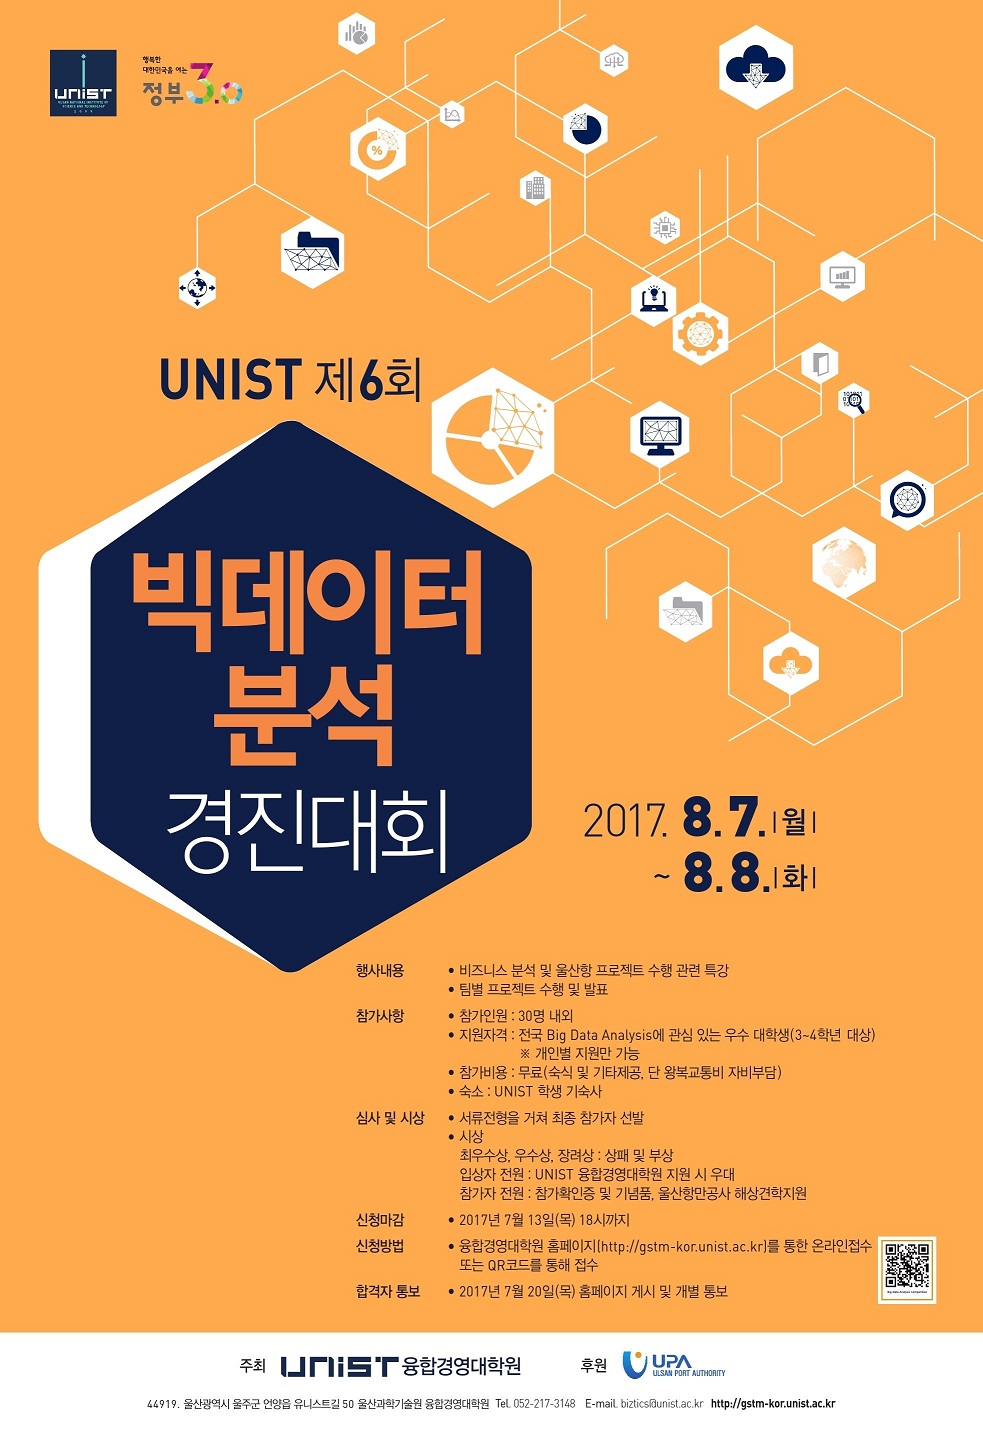 UNIST
ULSAN NATIONAL INSTITUTE OF
SCIENCE AND TECHNOLOGY
행복한
대한민국을 여는
정부3.0
%
UNIST 제6회
빅데이터
분석
경진대회
2017. 8. 7. |월|
~ 8. 8. |화|
행사내용 • 비즈니스 분석 및 울산항 프로젝트 수행 관련 특강
• 팀별 프로젝트 수행 및 발표
참가사항 • 참가인원 : 30명 내외
• 지원자격 : 전국 Big Data Analysis에 관심 있는 우수 대학생(3~4학년 대상)
※ 개인별 지원만 가능
• 참가비용 : 무료(숙식 및 기타제공, 단 왕복교통비 자비부담)
• 숙소 : UNIST 학생 기숙사
심사 및 시상 • 서류전형을 거쳐 최종 참가자 선발
• 시상
최우수상, 우수상, 장려상 : 상패 및 부상
입상자 전원 : UNIST 융합경영대학원 지원 시 우대
참가자 전원 : 참가확인증 및 기념품, 울산항만공사 해상견학지원
신청마감 • 2017년 7월 13일(목) 18시까지
신청방법 • 융합경영대학원 홈페이지(http://gstm-kor.unist.ac.kr)를 통한 온라인접수
또는 QR코드를 통해 접수
합격자 통보 • 2017년 7월 20일(목) 홈페이지 게시 및 개별 통보
Big Data Analysis Competition
주최 UNIST 융합경영대학원 후원 UPA
ULSAN PORT AUTHORITY
44919. 울산광역시 울주군 언양읍 유니스트길 50 울산과학기술원 융합경영대학원 Tel. 052-217-3148 E-mail. biztics@unist.ac.kr http://gstm-kor.unist.ac.kr